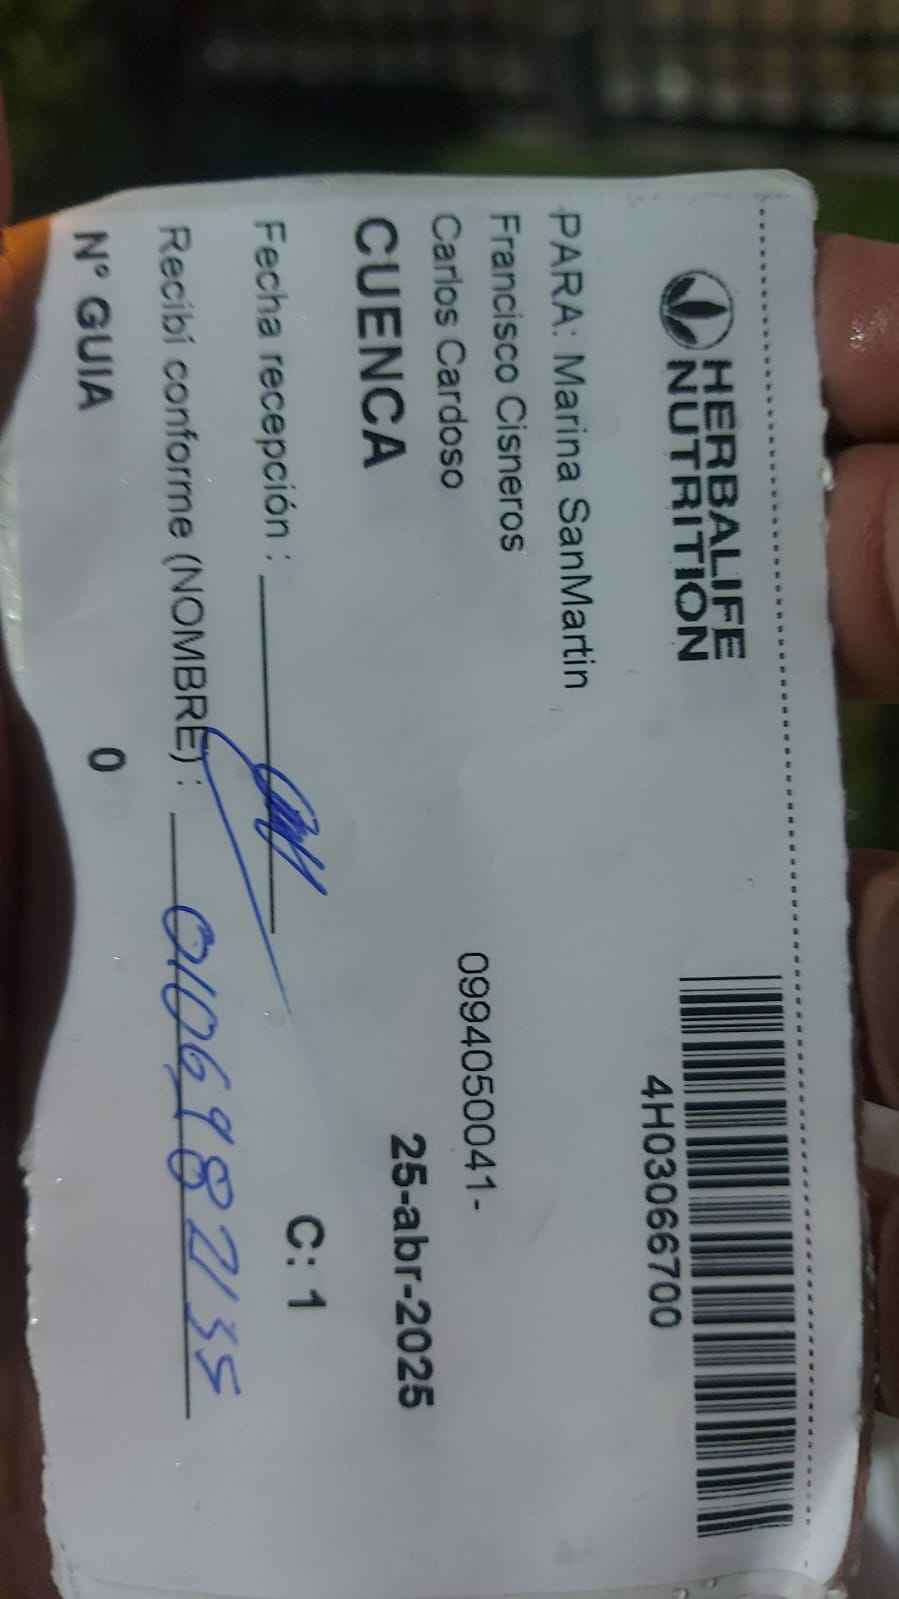 HERBALIFE
NUTRITION
4H03066700
PARA: Marina SanMartin
Francisco Cisneros
Carlos Cardoso
0994050041-
CUENCA
25-abr-2025
Fecha recepción :
C: 1
Recibí conforme (NOMBRE) : 0106982135
N° GUIA 0